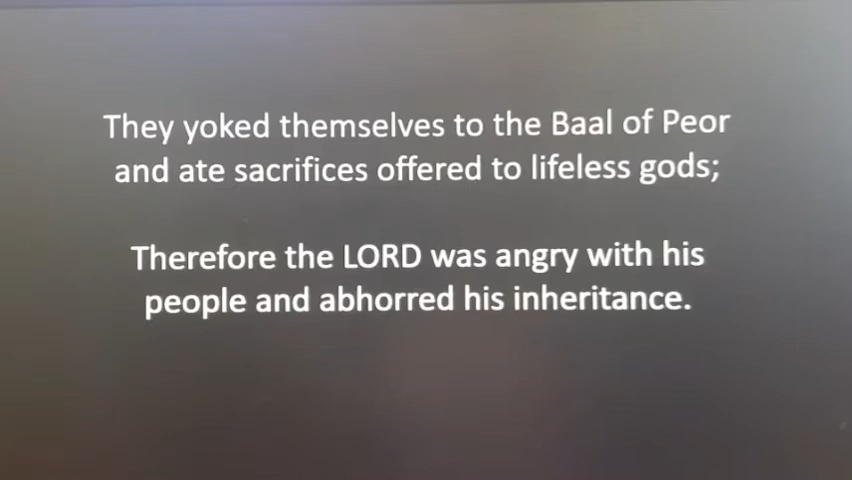 They yoked themselves to the Baal of Peor
and ate sacrifices offered to lifeless gods;
Therefore the LORD was angry with his
people and abhorred his inheritance.